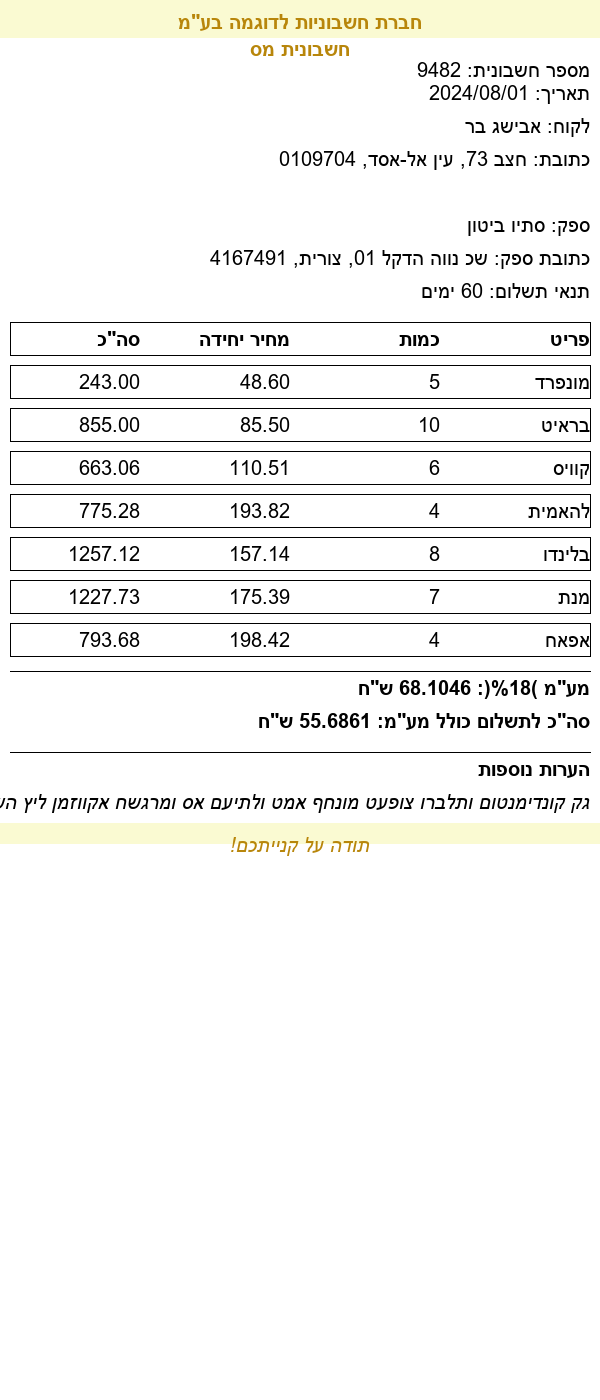 חברת חשבוניות לדוגמה בע"מ
חשבונית מס
מספר חשבונית: 9482
תאריך: 2024/08/01
לקוח: אבישג בר
כתובת: חצב 73, עין אל-אסד, 0109704
ספק: סתיו ביטון
כתובת ספק: שכ נווה הדקל 01, צורית, 4167491
תנאי תשלום: 60 ימים
פריט כמות מחיר יחידה סה"כ
מונפרד 5 48.60 243.00
בראיט 10 85.50 855.00
קוויס 6 110.51 663.06
להאמית 4 193.82 775.28
בלינדו 8 157.14 1257.12
מנת 7 175.39 1227.73
אפאח 4 198.42 793.68
מע"מ )18%(: 68.1046 ש"ח
סה"כ לתשלום כולל מע"מ: 55.6861 ש"ח
הערות נוספות
גק קונדימנטום ותלברו צופעט מונחף אמט ולתיעם אס ומרגשח אקווזמן ליץ
תודה על קנייתכם!